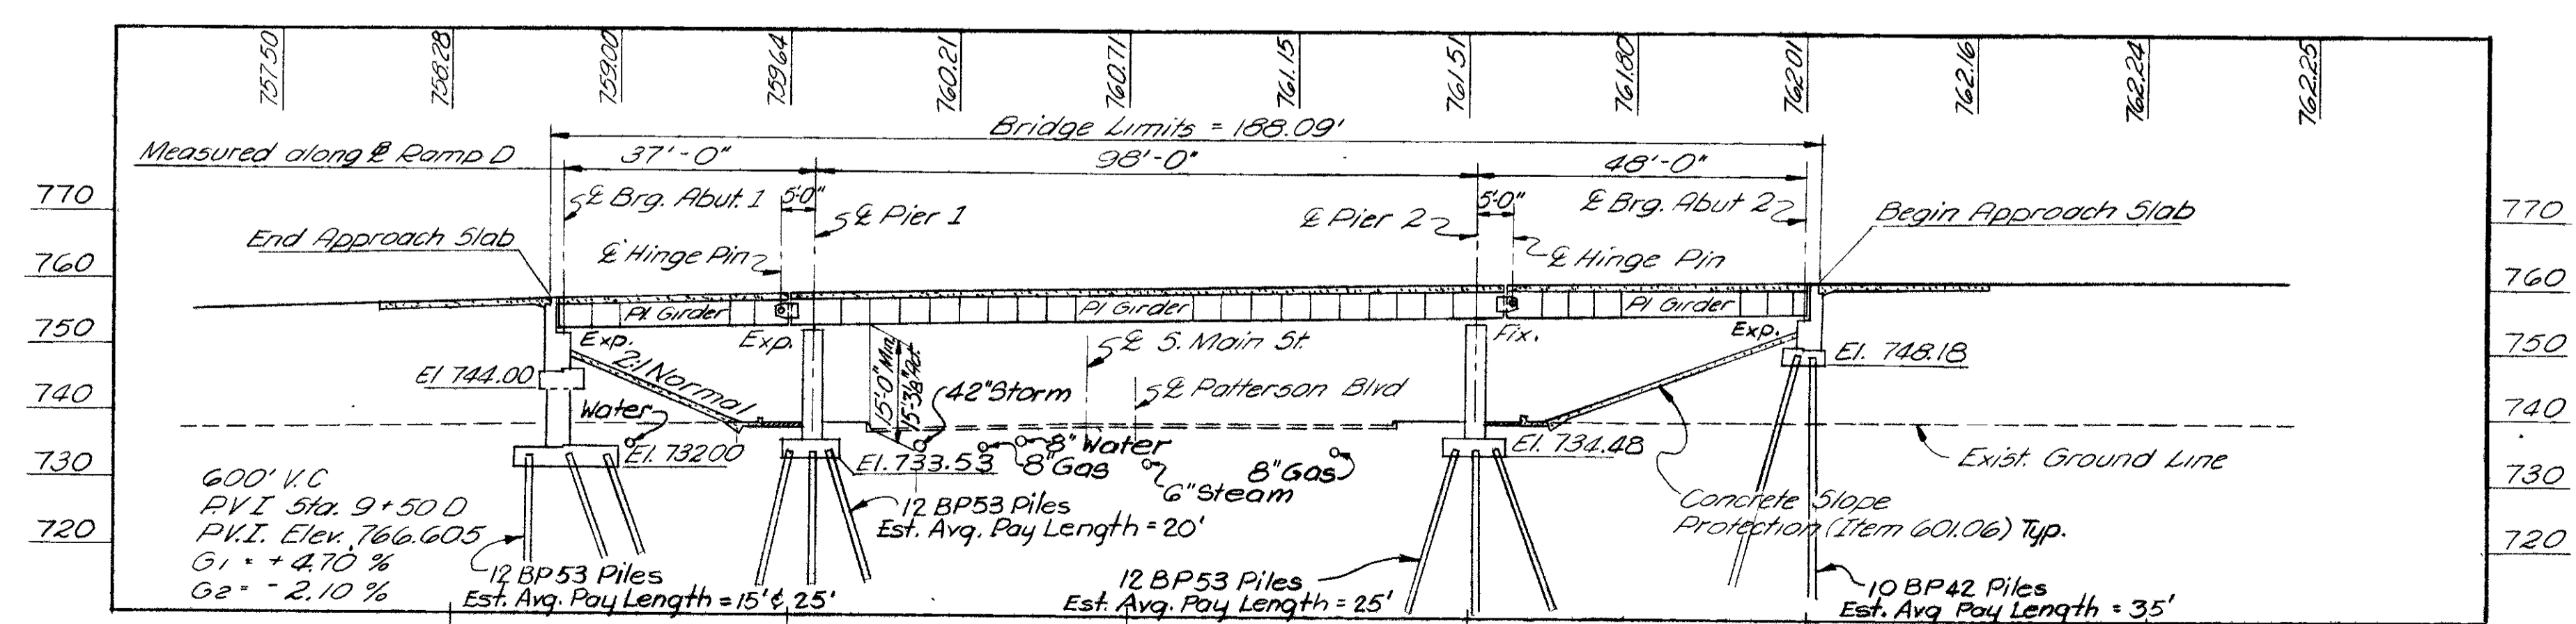 757.50
758.28
759.00
759.64
760.21
760.71
761.15
761.51
761.80
762.01
762.16
762.24
762.25
Bridge Limits = 188.09'
Measured along ℄ Ramp D
37'-0"
98'-0"
48'-0"
770
760
750
740
730
720
℄ Brg. Abut. 1
5'-0"
℄ Pier 1
℄ Pier 2
5'-0"
℄ Brg. Abut 2
Begin Approach Slab
End Approach Slab
℄ Hinge Pin
℄ Hinge Pin
770
760
750
740
730
720
Pl. Girder
Pl Girder
Pl Girder
Exp.
Exp.
Fix.
Exp.
2:1 Normal
15'-0" Min.
℄ S. Main St.
℄ Patterson Blvd
El 744.00
El. 748.18
Water
42" Storm
8" Water
8" Gas
6" Steam
8" Gas
El. 732.00
El. 733.53
El. 734.48
Exist. Ground Line
Concrete Slope
Protection (Item 601.06) Typ.
600' V.C
P.V.I Sta. 9+50 D
P.V.I. Elev. 766.605
G1 = +4.70 %
G2 = -2.10 %
12 BP53 Piles
Est. Avg. Pay Length = 15' & 25'
12 BP53 Piles
Est. Avg. Pay Length = 20'
12 BP53 Piles
Est. Avg. Pay Length = 25'
10 BP42 Piles
Est. Avg Pay Length = 35'